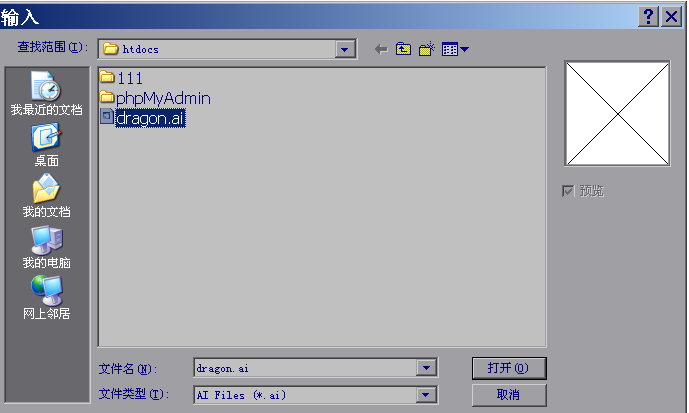 输入
查找范围(I):
htdocs
我最近的文档
桌面
我的文档
我的电脑
网上邻居
111
phpMyAdmin
dragon.ai
预览
文件名(N):
dragon.ai
打开(O)
文件类型(T):
AI Files (*.ai)
取消